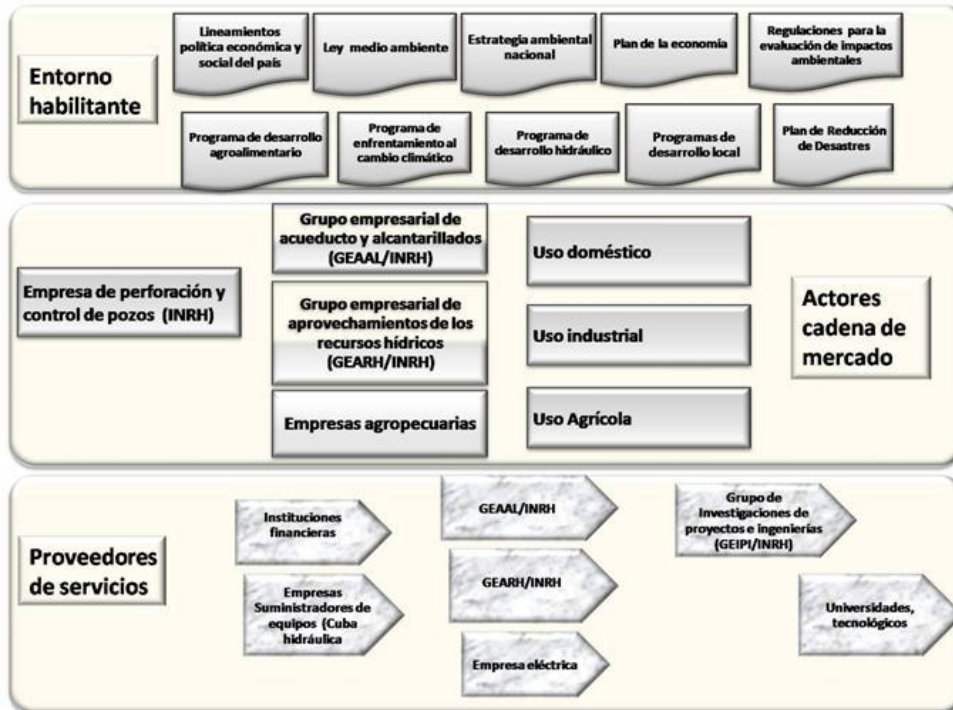 Entorno
habilitante
Lineamientos
política económica y
social del país
Ley medio ambiente
Estrategia ambiental
nacional
Plan de la economía
Regulaciones para la
evaluación de impactos
ambientales
Programa de desarrollo
agroalimentario
Programa de
enfrentamiento al
cambio climático
Programa de
desarrollo hidráulico
Programas de
desarrollo local
Plan de Reducción
de Desastres
Empresa de perforación y
control de pozos (INRH)
Grupo empresarial de
acueducto y alcantarillados
(GEAAL/INRH)
Grupo empresarial de
aprovechamientos de los
recursos hídricos
(GEARH/INRH)
Empresas agropecuarias
Uso doméstico
Uso industrial
Uso Agrícola
Actores
cadena de
mercado
Proveedores
de servicios
Instituciones
financieras
Empresas
Suministradores de
equipos (Cuba
hidráulica
GEAAL/INRH
GEARH/INRH
Empresa eléctrica
Grupo de
Investigaciones de
proyectos e ingenierías
(GEIPI/INRH)
Universidades,
tecnológicos